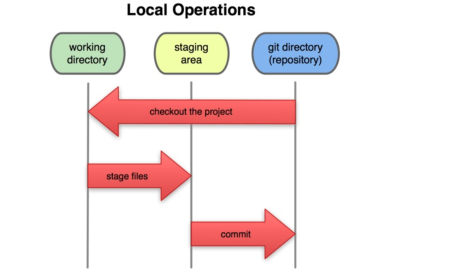 Local Operations
working
directory
staging
area
git directory
(repository)
checkout the project
stage files
commit